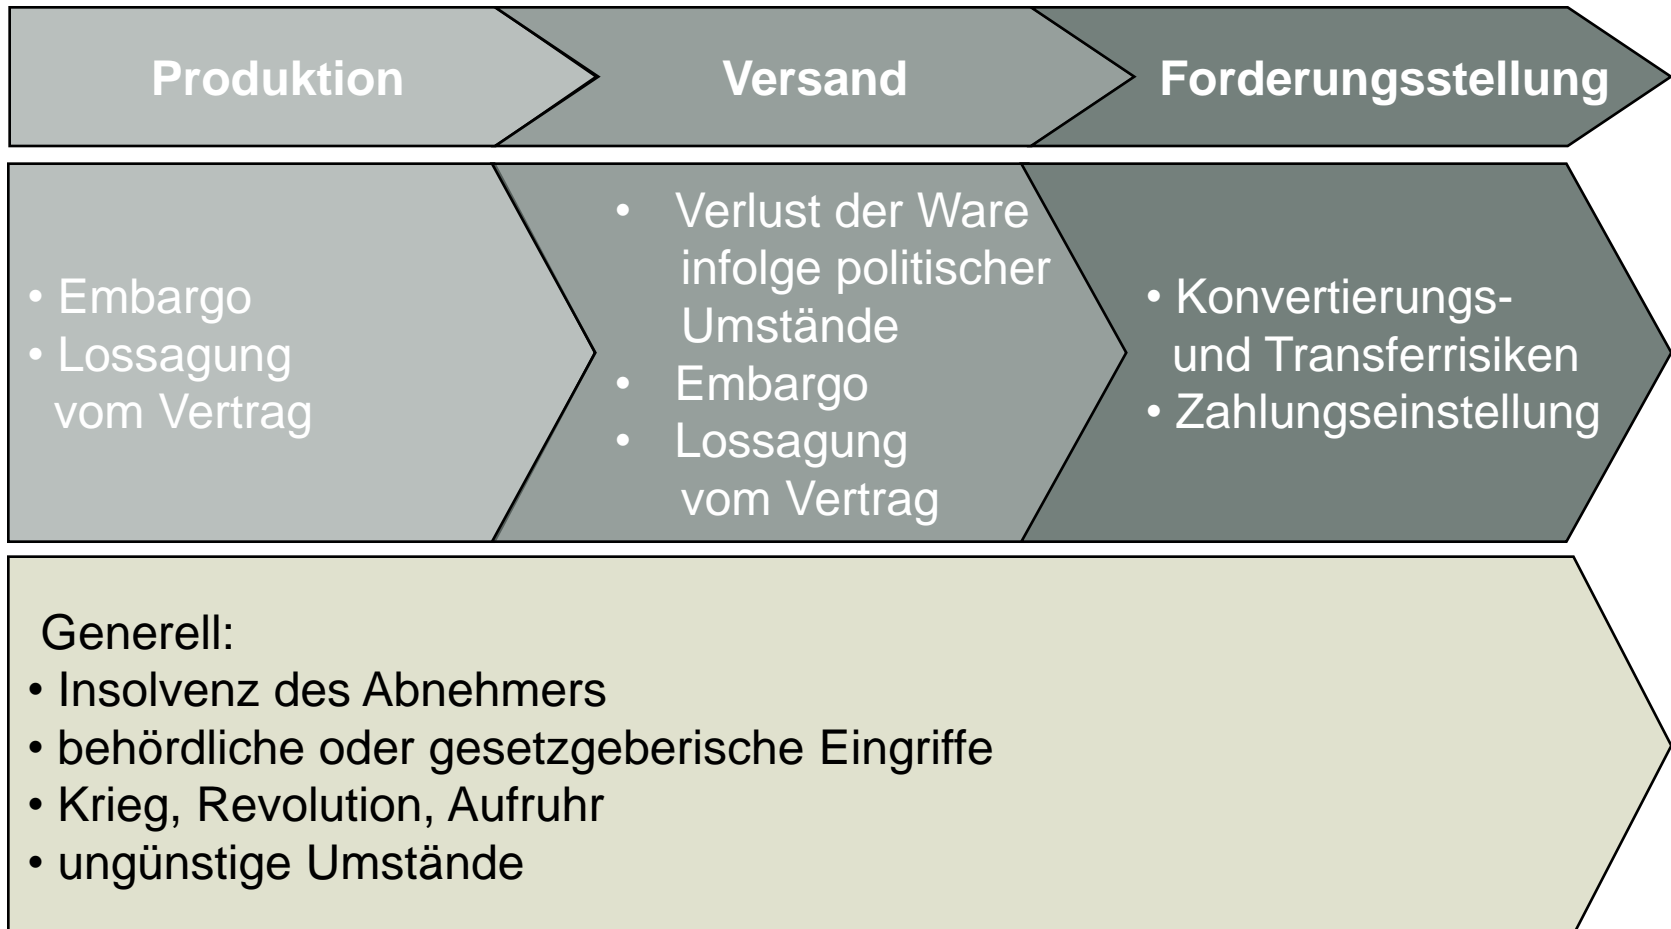 Produktion
Versand
Forderungsstellung
• Embargo
• Lossagung
vom Vertrag
• Verlust der Ware
infolge politischer
Umstände
• Embargo
• Lossagung
vom Vertrag
• Konvertierungs-
und Transferrisiken
• Zahlungseinstellung
Generell:
• Insolvenz des Abnehmers
• behördliche oder gesetzgeberische Eingriffe
• Krieg, Revolution, Aufruhr
• ungünstige Umstände